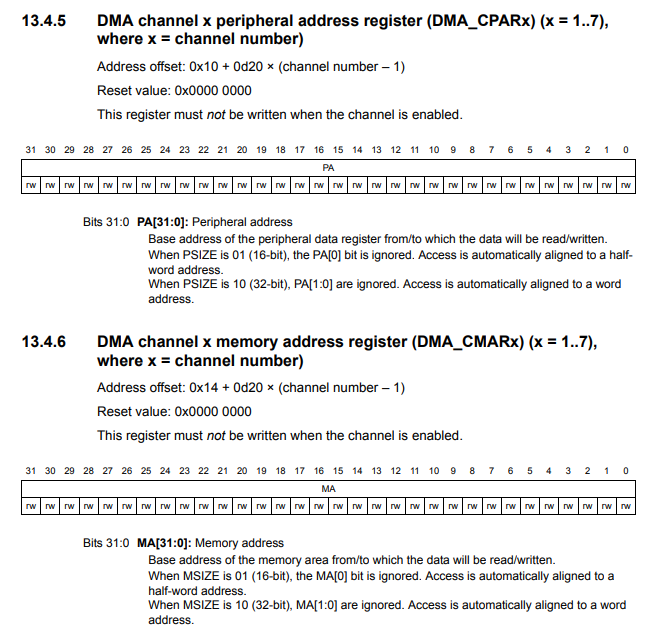 13.4.5 DMA channel x peripheral address register (DMA_CPARx) (x = 1..7),
where x = channel number)
Address offset: 0x10 + 0d20 × (channel number – 1)
Reset value: 0x0000 0000
This register must not be written when the channel is enabled.
31 30 29 28 27 26 25 24 23 22 21 20 19 18 17 16 15 14 13 12 11 10 9 8 7 6 5 4 3 2 1 0
PA
rw rw rw rw rw rw rw rw rw rw rw rw rw rw rw rw rw rw rw rw rw rw rw rw rw rw rw rw rw rw rw rw
Bits 31:0 PA[31:0]: Peripheral address
Base address of the peripheral data register from/to which the data will be read/written.
When PSIZE is 01 (16-bit), the PA[0] bit is ignored. Access is automatically aligned to a half-
word address.
When PSIZE is 10 (32-bit), PA[1:0] are ignored. Access is automatically aligned to a word
address.
13.4.6 DMA channel x memory address register (DMA_CMARx) (x = 1..7),
where x = channel number)
Address offset: 0x14 + 0d20 × (channel number – 1)
Reset value: 0x0000 0000
This register must not be written when the channel is enabled.
31 30 29 28 27 26 25 24 23 22 21 20 19 18 17 16 15 14 13 12 11 10 9 8 7 6 5 4 3 2 1 0
MA
rw rw rw rw rw rw rw rw rw rw rw rw rw rw rw rw rw rw rw rw rw rw rw rw rw rw rw rw rw rw rw rw
Bits 31:0 MA[31:0]: Memory address
Base address of the memory area from/to which the data will be read/written.
When MSIZE is 01 (16-bit), the MA[0] bit is ignored. Access is automatically aligned to a
half-word address.
When MSIZE is 10 (32-bit), MA[1:0] are ignored. Access is automatically aligned to a word
address.